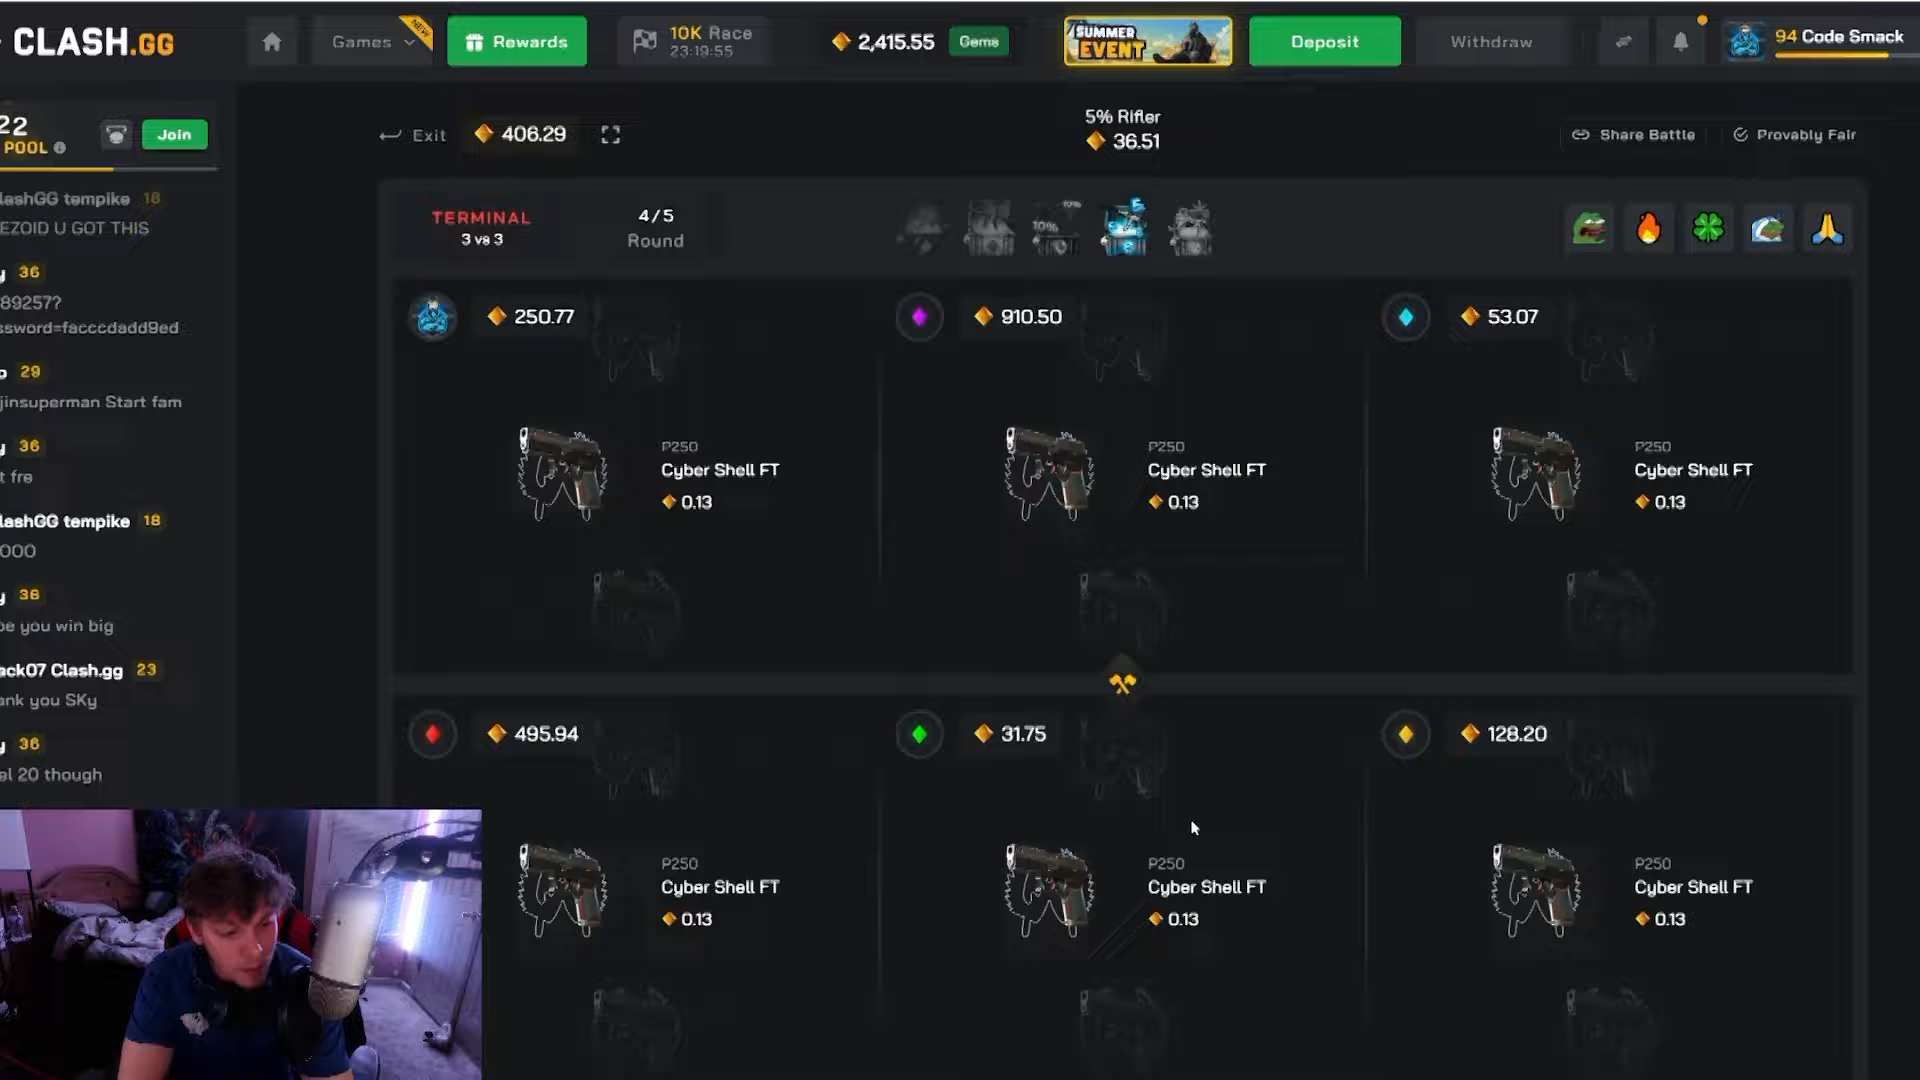 CLASH.GG
Games
NEW
Rewards
10K Race
23:19:55
2,415.55
Gems
SUMMER
EVENT
Deposit
Withdraw
94 Code Smack
22
POOL
Join
Exit
406.29
5% Rifler
36.51
Share Battle
Provably Fair
TERMINAL
3 vs 3
4/5
Round
10%
10%
5
lashGG tempike 18
EZOID U GOT THIS
y 36
89257?
ssword=facccdadd9ed
o 29
jinsuperman Start fam
y 36
t fre
lashGG tempike 18
000
y 36
pe you win big
ack07 Clash.gg 23
ank you SKy
y 36
el 20 though
250.77
P250
Cyber Shell FT
0.13
910.50
P250
Cyber Shell FT
0.13
53.07
P250
Cyber Shell FT
0.13
495.94
P250
Cyber Shell FT
0.13
31.75
P250
Cyber Shell FT
0.13
128.20
P250
Cyber Shell FT
0.13